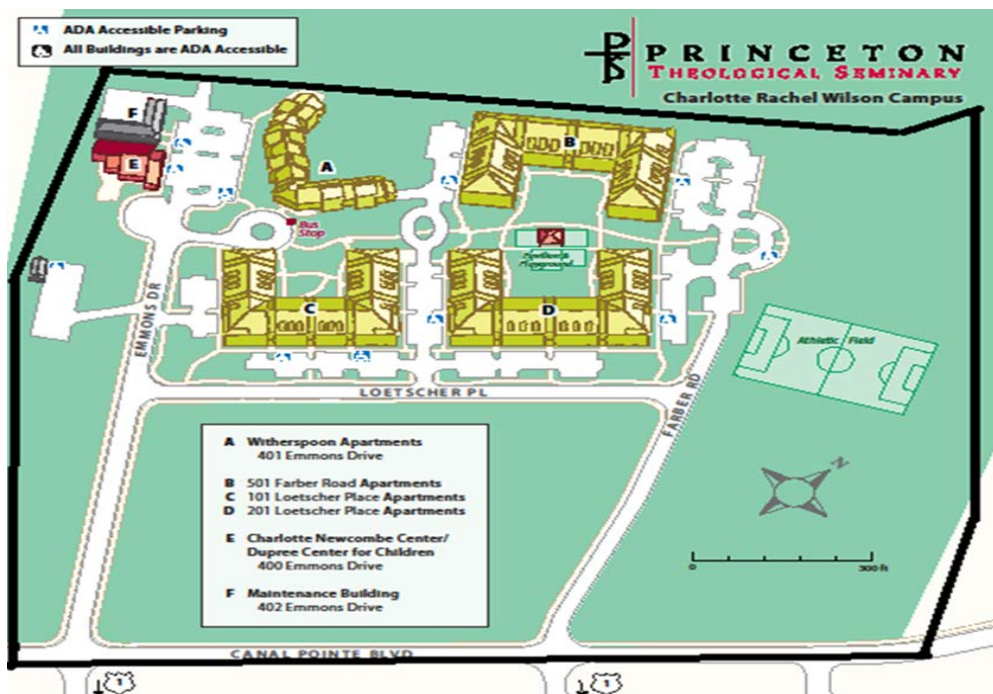 ADA Accessible Parking
All Buildings are ADA Accessible
PRINCETON
THEOLOGICAL SEMINARY
Charlotte Rachel Wilson Campus
F
E
A
B
Bus
Stop
Pavilion &
Playground
C
D
EMMONS DR
Athletic Field
LOETSCHER PL
FARBER RD
N
A Witherspoon Apartments
401 Emmons Drive
B 501 Farber Road Apartments
C 101 Loetscher Place Apartments
D 201 Loetscher Place Apartments
E Charlotte Newcombe Center/
Dupree Center for Children
400 Emmons Drive
F Maintenance Building
402 Emmons Drive
0 300 ft
CANAL POINTE BLVD
1
1